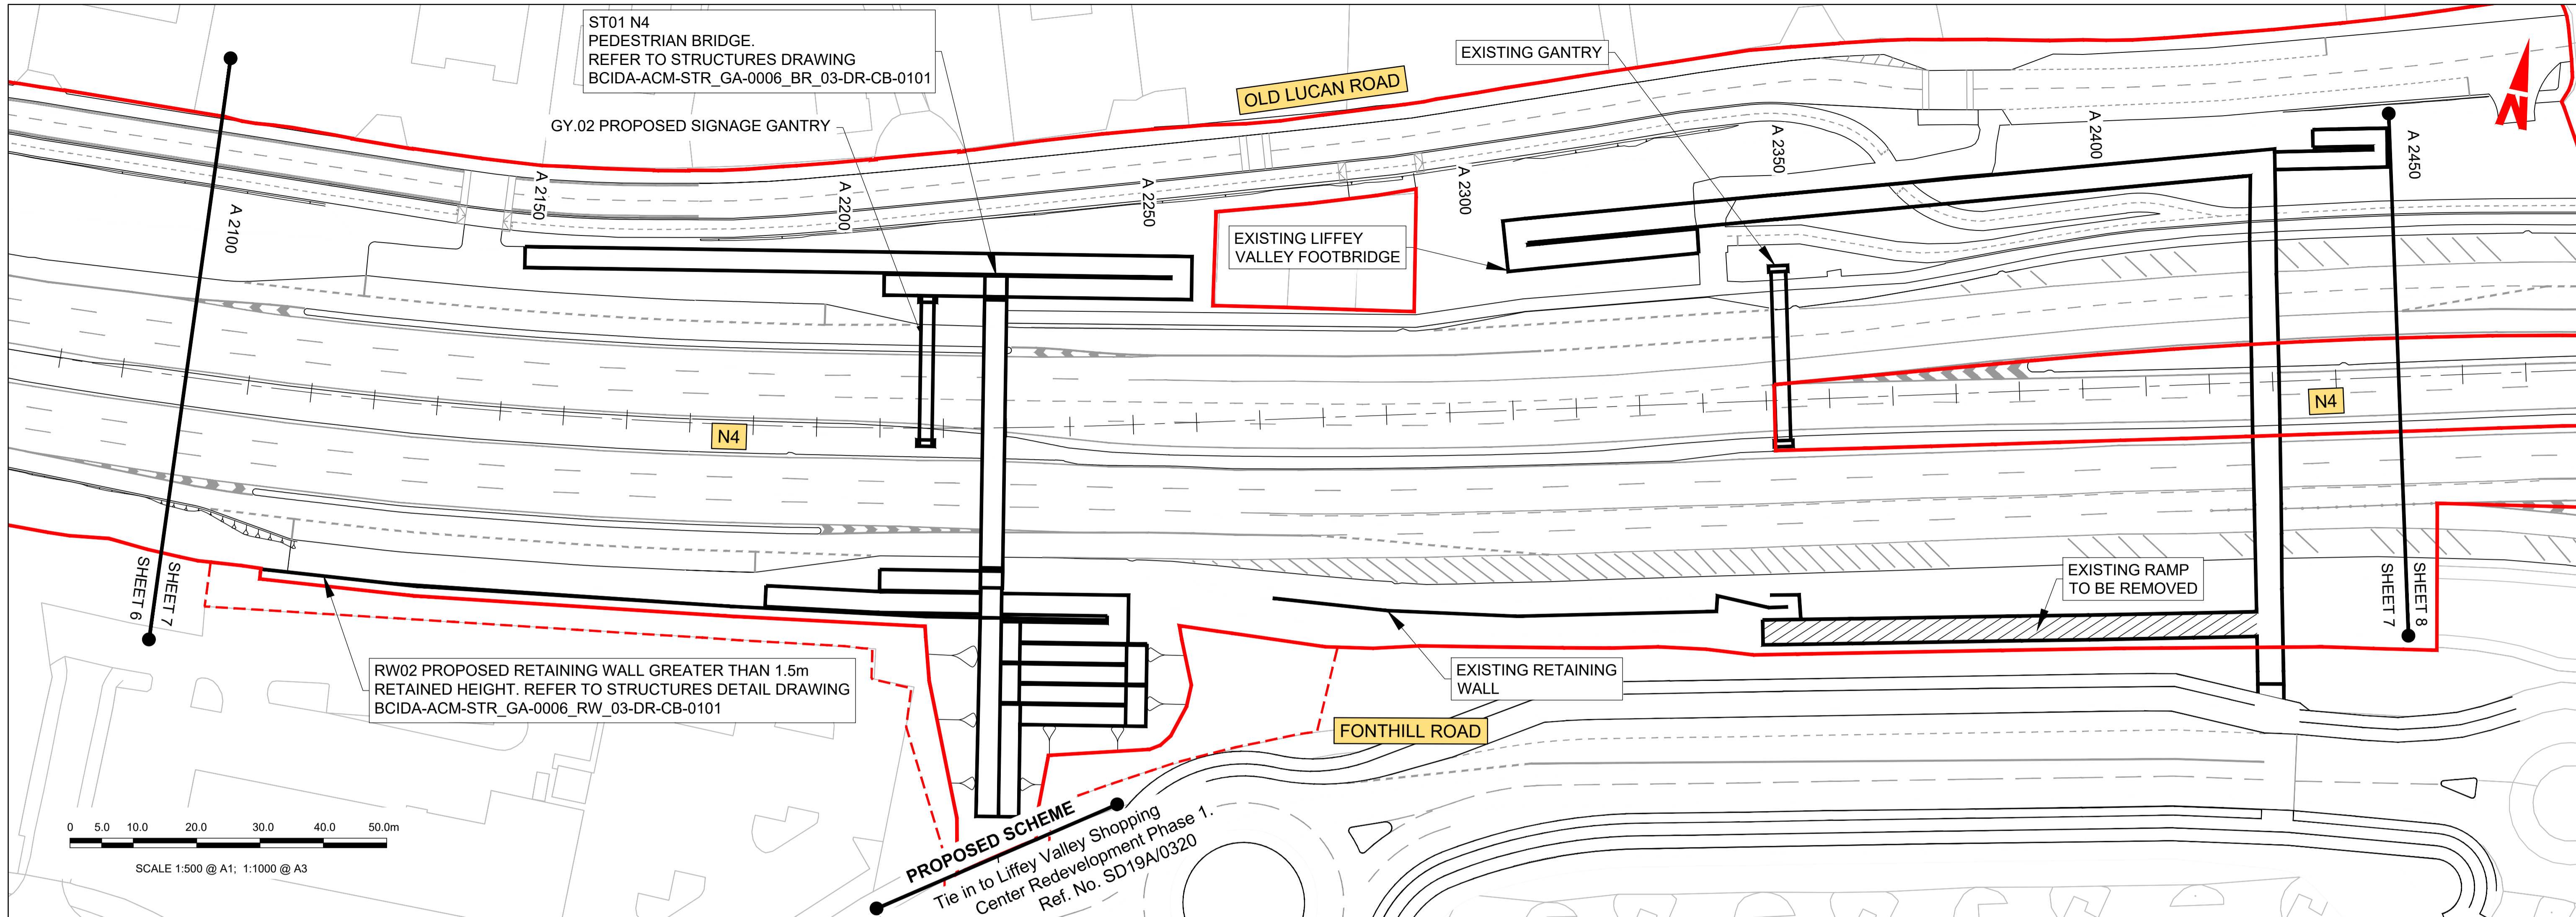 ST01 N4
PEDESTRIAN BRIDGE.
REFER TO STRUCTURES DRAWING
BCIDA-ACM-STR_GA-0006_BR_03-DR-CB-0101
EXISTING GANTRY
OLD LUCAN ROAD
N
GY.02 PROPOSED SIGNAGE GANTRY
A 2100
A 2150
A 2200
A 2250
A 2300
A 2350
A 2400
A 2450
EXISTING LIFFEY
VALLEY FOOTBRIDGE
N4
N4
SHEET 6
SHEET 7
EXISTING RAMP
TO BE REMOVED
SHEET 7
SHEET 8
RW02 PROPOSED RETAINING WALL GREATER THAN 1.5m
RETAINED HEIGHT. REFER TO STRUCTURES DETAIL DRAWING
BCIDA-ACM-STR_GA-0006_RW_03-DR-CB-0101
EXISTING RETAINING
WALL
FONTHILL ROAD
PROPOSED SCHEME
Tie in to Liffey Valley Shopping
Center Redevelopment Phase 1.
Ref. No. SD19A/0320
0 5.0 10.0 20.0 30.0 40.0 50.0m
SCALE 1:500 @ A1; 1:1000 @ A3